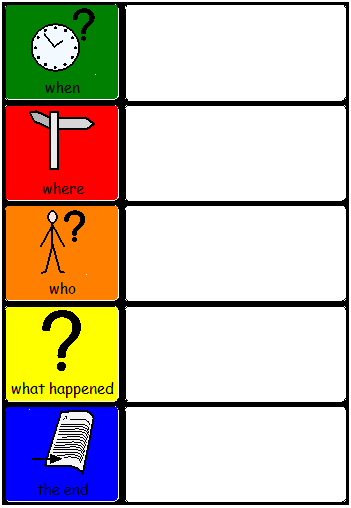 ?
when
where
?
who
?
what happened
the end